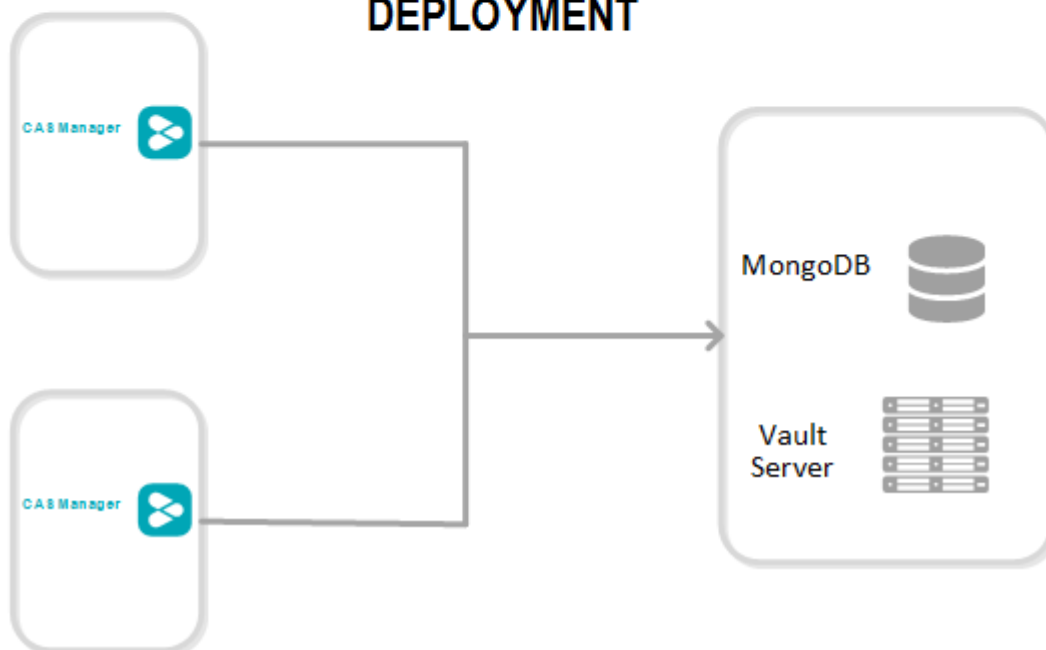 DEPLOYMENT
CAS Manager
MongoDB
Vault
Server
CAS Manager